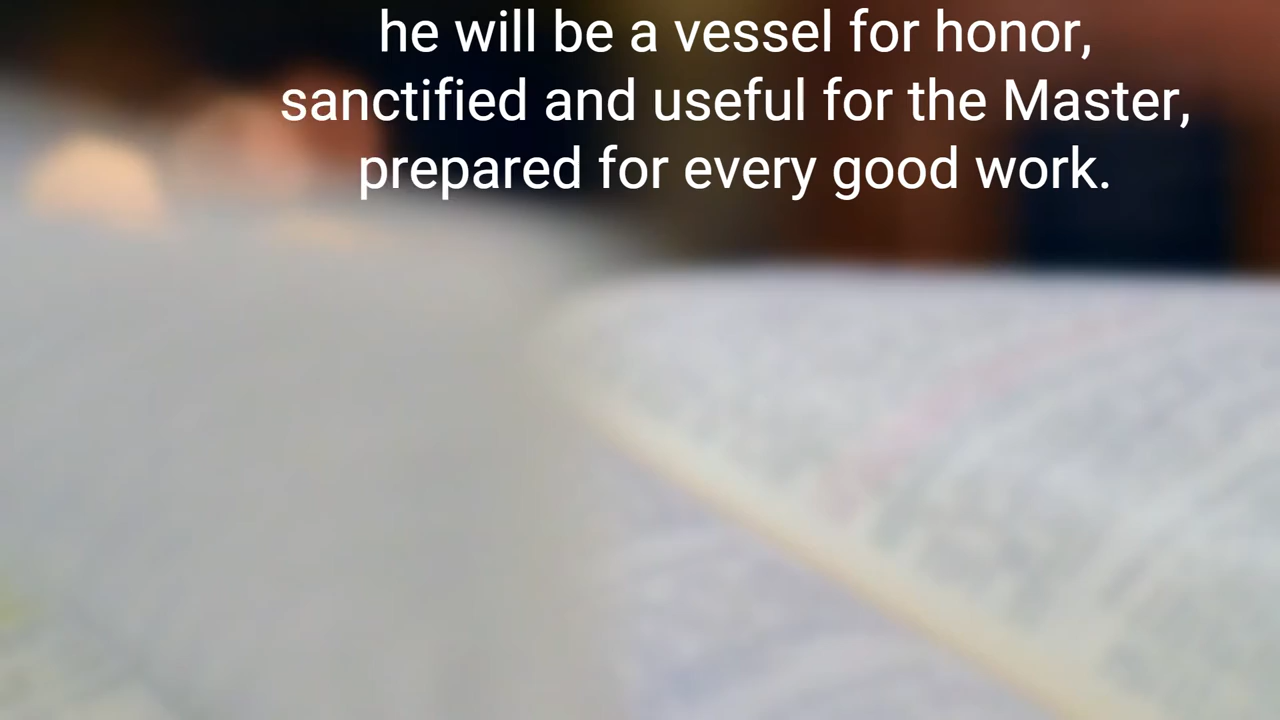 he will be a vessel for honor,
sanctified and useful for the Master,
prepared for every good work.